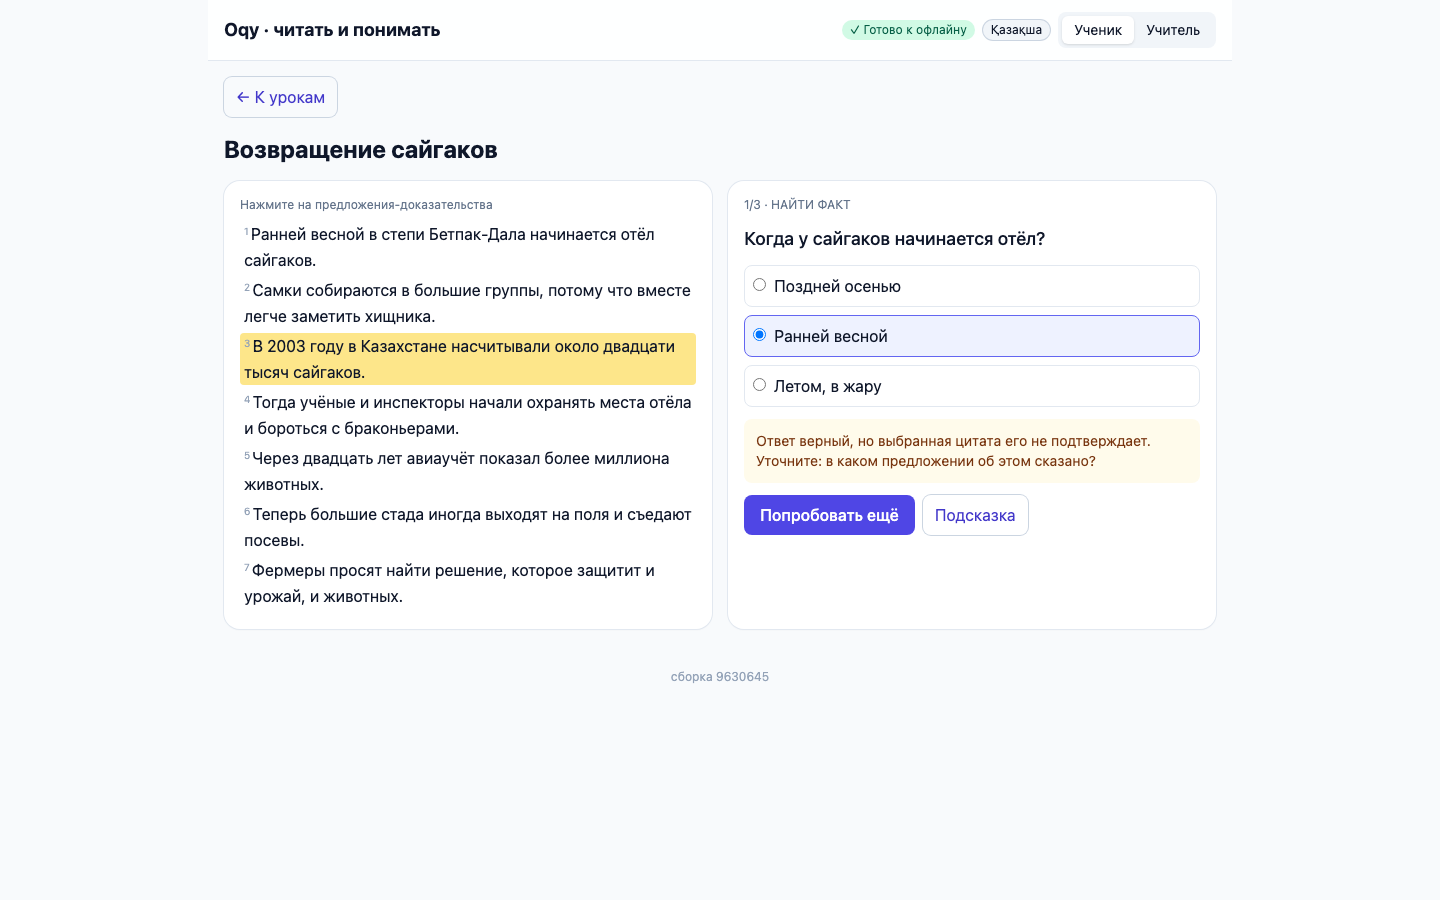 Oqy · читать и понимать
✓ Готово к офлайну
Қазақша
Ученик
Учитель
← К урокам
Возвращение сайгаков
Нажмите на предложения-доказательства
1 Ранней весной в степи Бетпак-Дала начинается отёл
сайгаков.
2 Самки собираются в большие группы, потому что вместе
легче заметить хищника.
3 В 2003 году в Казахстане насчитывали около двадцати
тысяч сайгаков.
4 Тогда учёные и инспекторы начали охранять места отёла
и бороться с браконьерами.
5 Через двадцать лет авиаучёт показал более миллиона
животных.
6 Теперь большие стада иногда выходят на поля и съедают
посевы.
7 Фермеры просят найти решение, которое защитит и
урожай, и животных.
1/3 · НАЙТИ ФАКТ
Когда у сайгаков начинается отёл?
Поздней осенью
Ранней весной
Летом, в жару
Ответ верный, но выбранная цитата его не подтверждает.
Уточните: в каком предложении об этом сказано?
Попробовать ещё
Подсказка
сборка 9630645